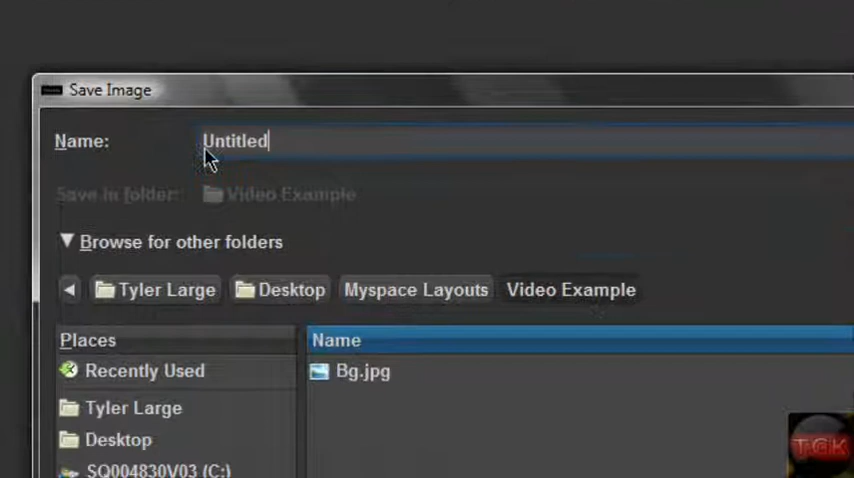 Save Image
Name: Untitled
Save in folder: Video Example
Browse for other folders
Tyler Large Desktop Myspace Layouts Video Example
Places Name
Recently Used Bg.jpg
Tyler Large
Desktop
SQ004830V03 (C:)
TGK